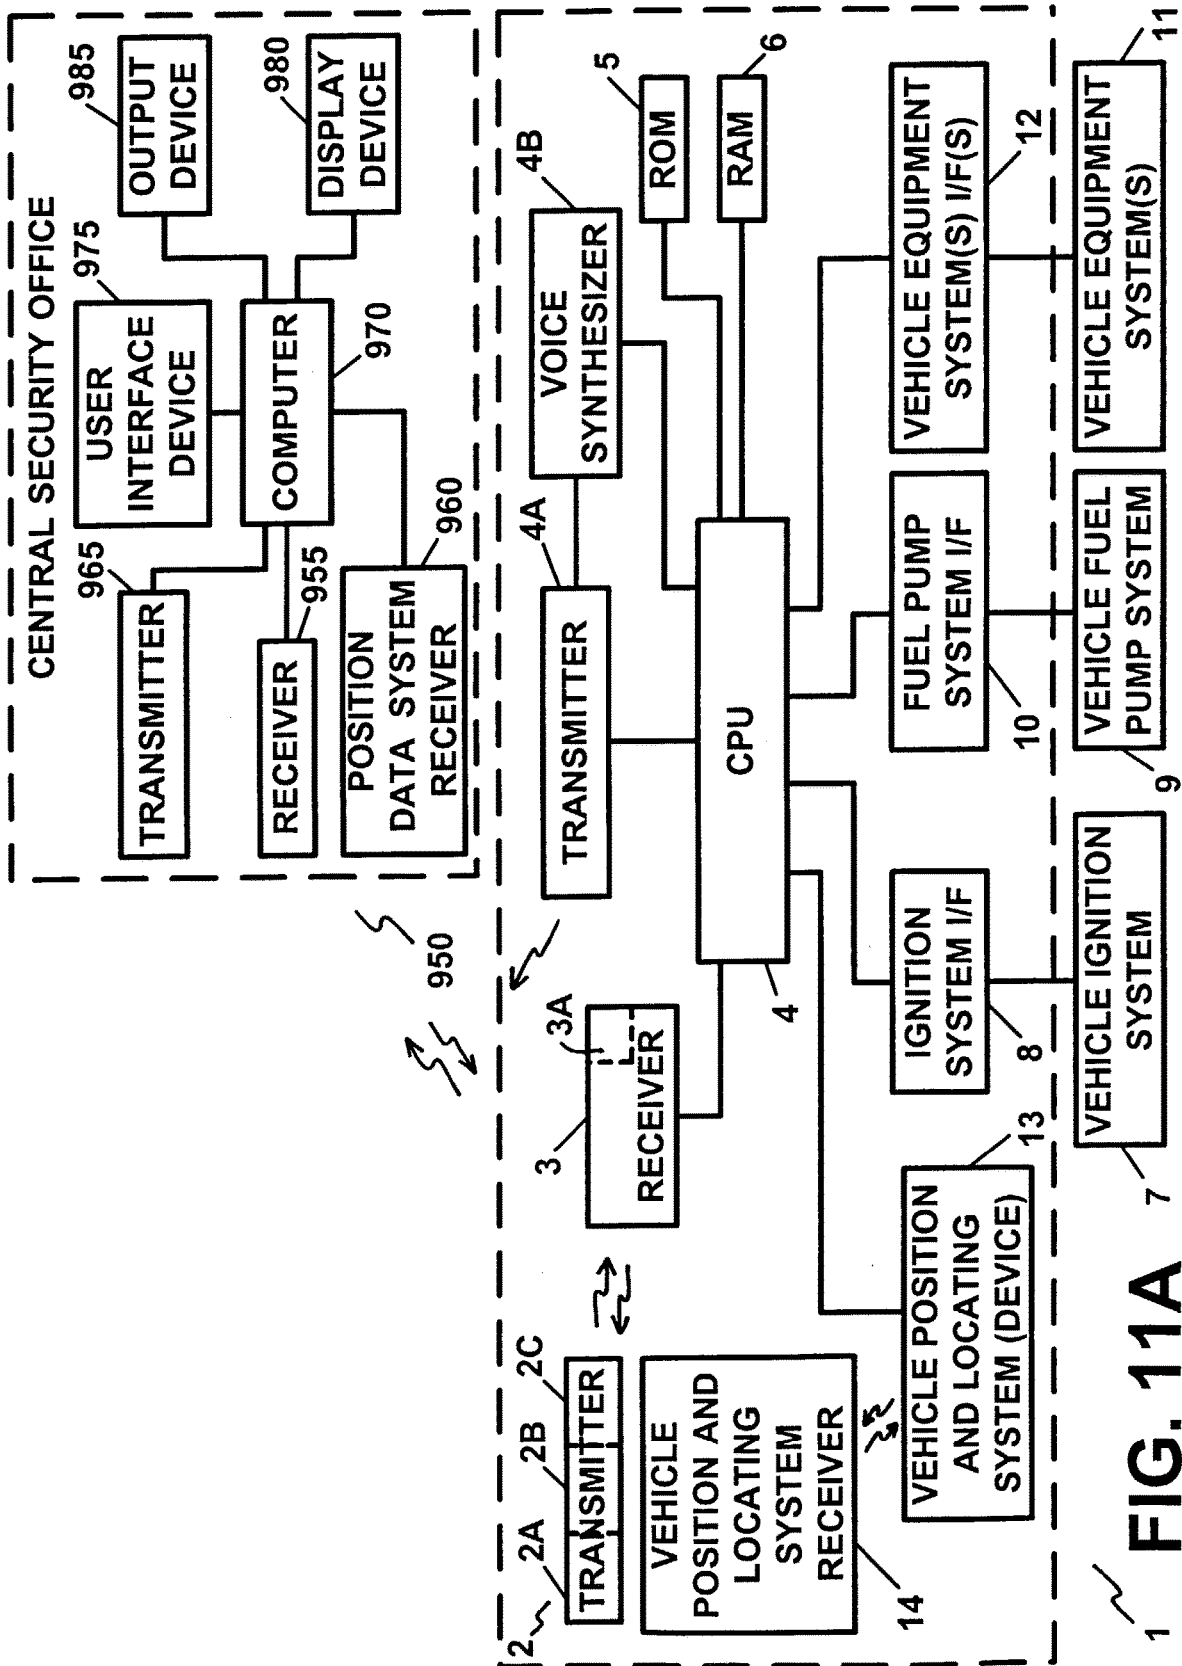 CENTRAL SECURITY OFFICE
965
TRANSMITTER
955
RECEIVER
POSITION
DATA SYSTEM
RECEIVER
960
975
USER
INTERFACE
DEVICE
COMPUTER
970
985
OUTPUT
DEVICE
980
DISPLAY
DEVICE
950
2
2A
2B
2C
TRANSMITTER
3
3A
RECEIVER
4A
TRANSMITTER
4B
VOICE
SYNTHESIZER
5
ROM
6
RAM
CPU
4
VEHICLE
POSITION AND
LOCATING
SYSTEM
RECEIVER
14
13
VEHICLE POSITION
AND LOCATING
SYSTEM (DEVICE)
IGNITION
SYSTEM I/F
8
FUEL PUMP
SYSTEM I/F
10
VEHICLE EQUIPMENT
SYSTEM(S) I/F(S)
12
VEHICLE IGNITION
SYSTEM
7
VEHICLE FUEL
PUMP SYSTEM
9
VEHICLE EQUIPMENT
SYSTEM(S)
11
1
FIG. 11A